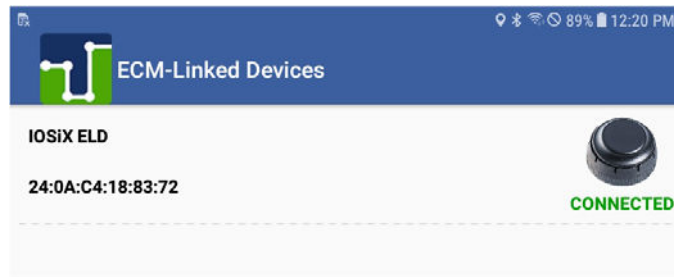 89% 12:20 PM
ECM-Linked Devices
IOSiX ELD
24:0A:C4:18:83:72
CONNECTED